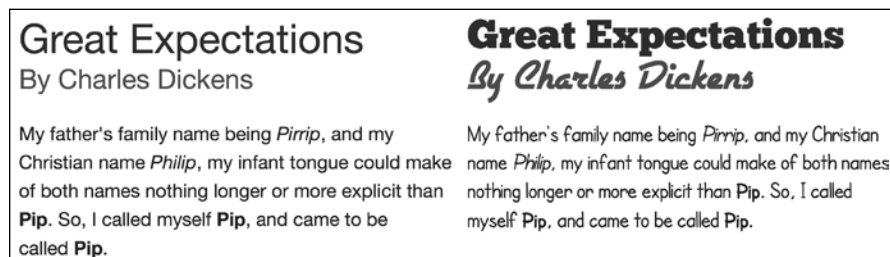 Great Expectations
By Charles Dickens
My father's family name being Pirrip, and my
Christian name Philip, my infant tongue could make
of both names nothing longer or more explicit than
Pip. So, I called myself Pip, and came to be
called Pip.
Great Expectations
By Charles Dickens
My father's family name being Pirrip, and my Christian
name Philip, my infant tongue could make of both names
nothing longer or more explicit than Pip. So, I called
myself Pip, and came to be called Pip.